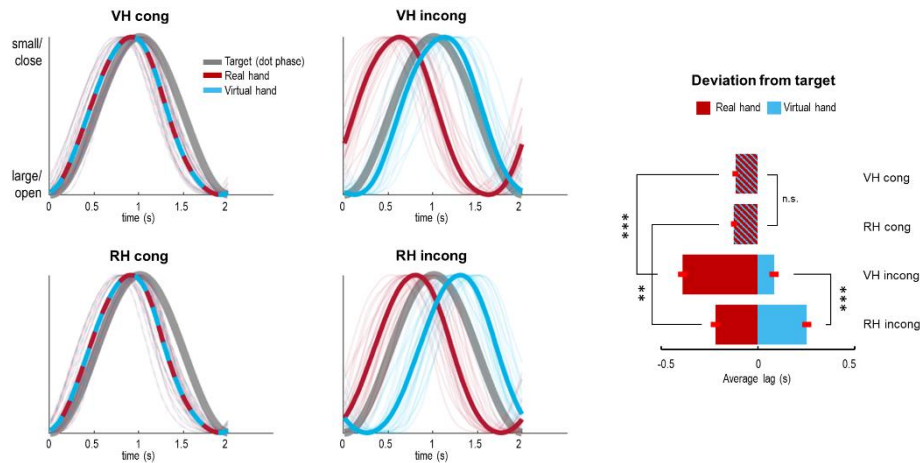 VH cong
small/
close
large/
open
Target (dot phase)
Real hand
Virtual hand
0 0.5 1 1.5 2
time (s)
VH incong
0 0.5 1 1.5 2
time (s)
RH cong
0 0.5 1 1.5 2
time (s)
RH incong
0 0.5 1 1.5 2
time (s)
Deviation from target
Real hand Virtual hand
VH cong
n.s.
RH cong
***
VH incong
**
***
RH incong
-0.5 0 0.5
Average lag (s)